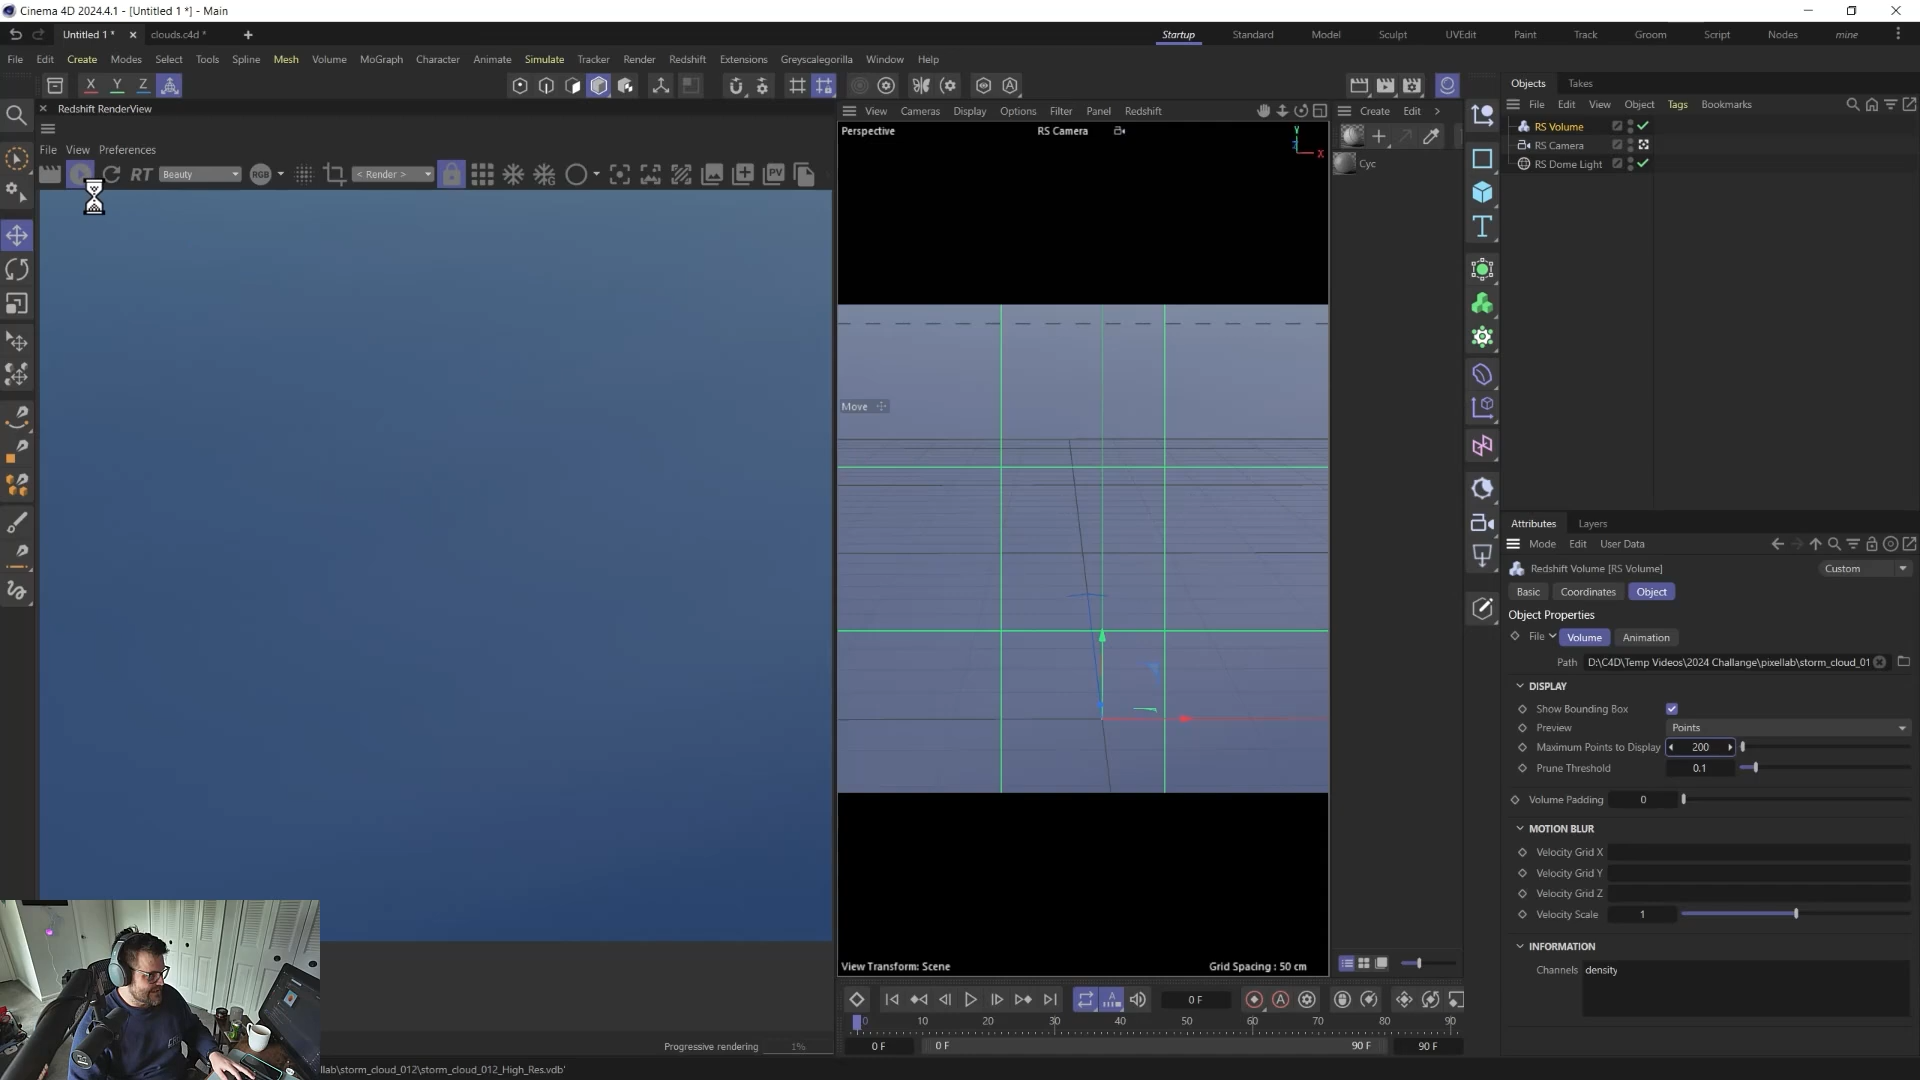 Cinema 4D 2024.4.1 - [Untitled 1 *] - Main
Untitled 1 * clouds.c4d *
Startup Standard Model Sculpt UVEdit Paint Track Groom Script Nodes mine
File Edit Create Modes Select Tools Spline Mesh Volume MoGraph Character Animate Simulate Tracker Render Redshift Extensions Greyscalegorilla Window Help
X Y Z
Redshift RenderView
File View Preferences
RT Beauty RGB < Render > PV
Progressive rendering 1%
View Cameras Display Options Filter Panel Redshift
Perspective RS Camera
Y
Z
X
Move
View Transform: Scene Grid Spacing : 50 cm
Create Edit
Cyc
0 F
0 10 20 30 40 50 60 70 80 90
0 F 0 F 90 F 90 F
Objects Takes
File Edit View Object Tags Bookmarks
RS Volume
RS Camera
RS Dome Light
Attributes Layers
Mode Edit User Data
Redshift Volume [RS Volume] Custom
Basic Coordinates Object
Object Properties
File Volume Animation
Path D:\C4D\Temp Videos\2024 Challange\pixellab\storm_cloud_01
DISPLAY
Show Bounding Box
Preview Points
Maximum Points to Display 200
Prune Threshold 0.1
Volume Padding 0
MOTION BLUR
Velocity Grid X
Velocity Grid Y
Velocity Grid Z
Velocity Scale 1
INFORMATION
Channels density
llab\storm_cloud_012\storm_cloud_012_High_Res.vdb'